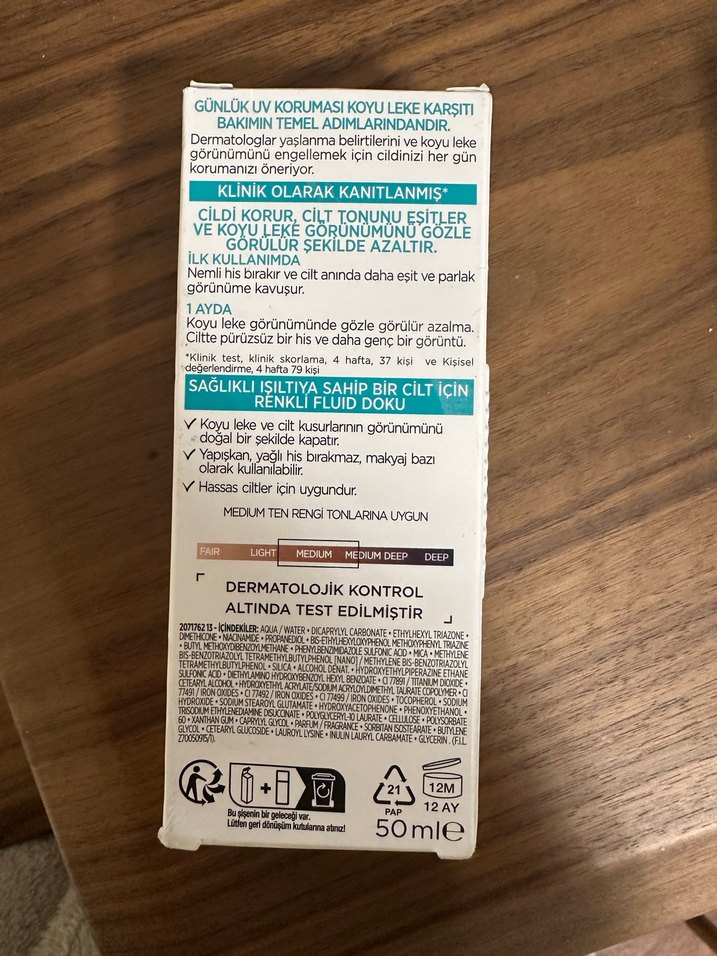 GÜNLÜK UV KORUMASI KOYU LEKE KARŞITI
BAKIMIN TEMEL ADIMLARINDANDIR.
Dermatologlar yaşlanma belirtilerini ve koyu leke
görünümünü engellemek için cildinizi her gün
korumanızı öneriyor.
KLİNİK OLARAK KANITLANMIŞ*
CİLDİ KORUR, CİLT TONUNU EŞİTLER
VE KOYU LEKE GÖRÜNÜMÜNÜ GÖZLE
GÖRÜLÜR ŞEKİLDE AZALTIR.
İLK KULLANIMDA
Nemli his bırakır ve cilt anında daha eşit ve parlak
görünüme kavuşur.
1 AYDA
Koyu leke görünümünde gözle görülür azalma.
Ciltte pürüzsüz bir his ve daha genç bir görüntü.
*Klinik test, klinik skorlama, 4 hafta, 37 kişi ve Kişisel
değerlendirme, 4 hafta 79 kişi
SAĞLIKLI IŞILTIYA SAHİP BİR CİLT İÇİN
RENKLİ FLUID DOKU
✓ Koyu leke ve cilt kusurlarının görünümünü
doğal bir şekilde kapatır.
✓ Yapışkan, yağlı his bırakmaz, makyaj bazı
olarak kullanılabilir.
✓ Hassas ciltler için uygundur.
MEDIUM TEN RENGİ TONLARINA UYGUN
FAIR LIGHT MEDIUM MEDIUM DEEP DEEP
DERMATOLOJİK KONTROL
ALTINDA TEST EDİLMİŞTİR
2071762 13 - İÇİNDEKİLER: AQUA / WATER • DICAPRYLYL CARBONATE • ETHYLHEXYL TRIAZONE •
DIMETHICONE • NIACINAMIDE • PROPANEDIOL • BIS-ETHYLHEXYLOXYPHENOL METHOXYPHENYL TRIAZINE
• BUTYL METHOXYDIBENZOYLMETHANE • PHENYLBENZIMIDAZOLE SULFONIC ACID • MICA • METHYLENE
BIS-BENZOTRIAZOLYL TETRAMETHYLBUTYLPHENOL [NANO] / METHYLENE BIS-BENZOTRIAZOLYL
TETRAMETHYLBUTYLPHENOL • SILICA • ALCOHOL DENAT. • HYDROXYETHYLPIPERAZINE ETHANE
SULFONIC ACID • DIETHYLAMINO HYDROXYBENZOYL HEXYL BENZOATE • CI 77891 / TITANIUM DIOXIDE •
CETEARYL ALCOHOL • HYDROXYETHYL ACRYLATE/SODIUM ACRYLOYLDIMETHYL TAURATE COPOLYMER • CI
77491 / IRON OXIDES • CI 77492 / IRON OXIDES • CI 77499 / IRON OXIDES • TOCOPHEROL • SODIUM
HYDROXIDE • SODIUM STEAROYL GLUTAMATE • HYDROXYACETOPHENONE • PHENOXYETHANOL •
TRISODIUM ETHYLENEDIAMINE DISUCCINATE • POLYGLYCERYL-10 LAURATE • CELLULOSE • POLYSORBATE
60 • XANTHAN GUM • CAPRYLYL GLYCOL • PARFUM / FRAGRANCE • SORBITAN ISOSTEARATE • BUTYLENE
GLYCOL • CETEARYL GLUCOSIDE • LAUROYL LYSINE • INULIN LAURYL CARBAMATE • GLYCERIN . (F.I.L.
Z70050915/1).
Bu şişenin bir geleceği var.
Lütfen geri dönüşüm kutularına atınız!
21
PAP
12M
12 AY
50 ml e